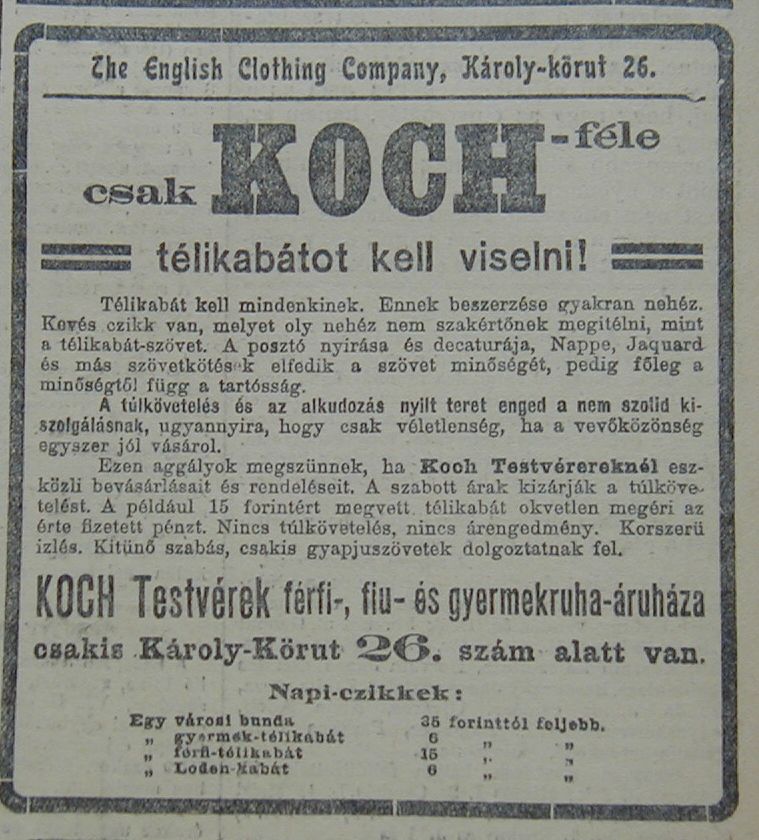 The English Clothing Company, Károly-körut 26.
csak KOCH-féle
télikabátot kell viselni!
Télikabát kell mindenkinek. Ennek beszerzése gyakran nehéz.
Kevés czikk van, melyet oly nehéz nem szakértőnek megitélni, mint
a télikabát-szövet. A posztó nyirása és decaturája, Nappe, Jaquard
és más szövetkötések elfedik a szövet minőségét, pedig főleg a
minőségtől függ a tartósság.
A túlkövetelés és az alkudozás nyilt teret enged a nem szolid ki-
szolgálásnak, ugyannyira, hogy csak véletlenség, ha a vevőközönség
egyszer jól vásárol.
Ezen aggályok megszünnek, ha Koch Testvérereknél esz-
közli bevásárlásait és rendeléseit. A szabott árak kizárják a túlköve-
telést. A például 15 forintért megvett télikabát okvetlen megéri az
érte fizetett pénzt. Nincs túlkövetelés, nincs árengedmény. Korszerü
izlés. Kitünő szabás, csakis gyapjuszövetek dolgoztatnak fel.
KOCH Testvérek férfi-, fiu- és gyermekruha-áruháza
csakis Károly-Körut 26. szám alatt van.
Napi-czikkek:
Egy városi bunda 35 forinttól feljebb.
„ gyermek-télikabát 6 „ „
„ férfi-télikabát 15 „ „
„ Loden-kabát 6 „ „